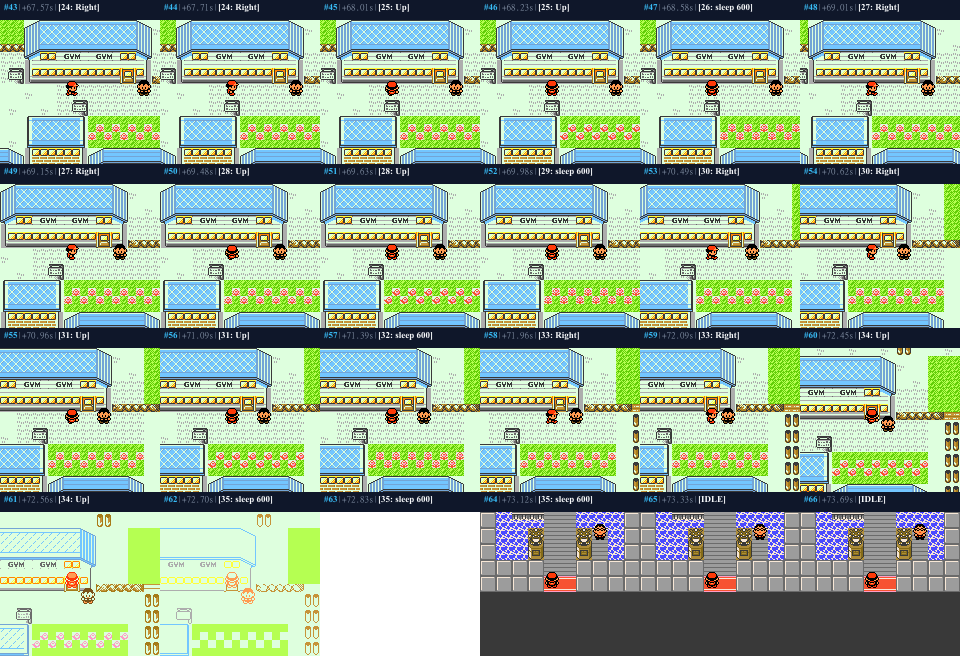 #43|+67.57s|[24: Right]
#44|+67.71s|[24: Right]
#45|+68.01s|[25: Up]
#46|+68.23s|[25: Up]
#47|+68.58s|[26: sleep 600]
#48|+69.01s|[27: Right]
GYM GYM
GYM GYM
GYM GYM
GYM GYM
GYM GYM
GYM GYM
#49|+69.15s|[27: Right]
#50|+69.48s|[28: Up]
#51|+69.63s|[28: Up]
#52|+69.98s|[29: sleep 600]
#53|+70.49s|[30: Right]
#54|+70.62s|[30: Right]
GYM GYM
GYM GYM
GYM GYM
GYM GYM
GYM GYM
GYM GYM
#55|+70.96s|[31: Up]
#56|+71.09s|[31: Up]
#57|+71.39s|[32: sleep 600]
#58|+71.96s|[33: Right]
#59|+72.09s|[33: Right]
#60|+72.45s|[34: Up]
GYM GYM
GYM GYM
GYM GYM
GYM GYM
GYM GYM
GYM GYM
#61|+72.56s|[34: Up]
#62|+72.70s|[35: sleep 600]
#63|+72.83s|[35: sleep 600]
#64|+73.12s|[35: sleep 600]
#65|+73.33s|[IDLE]
#66|+73.69s|[IDLE]
GYM GYM
GYM GYM